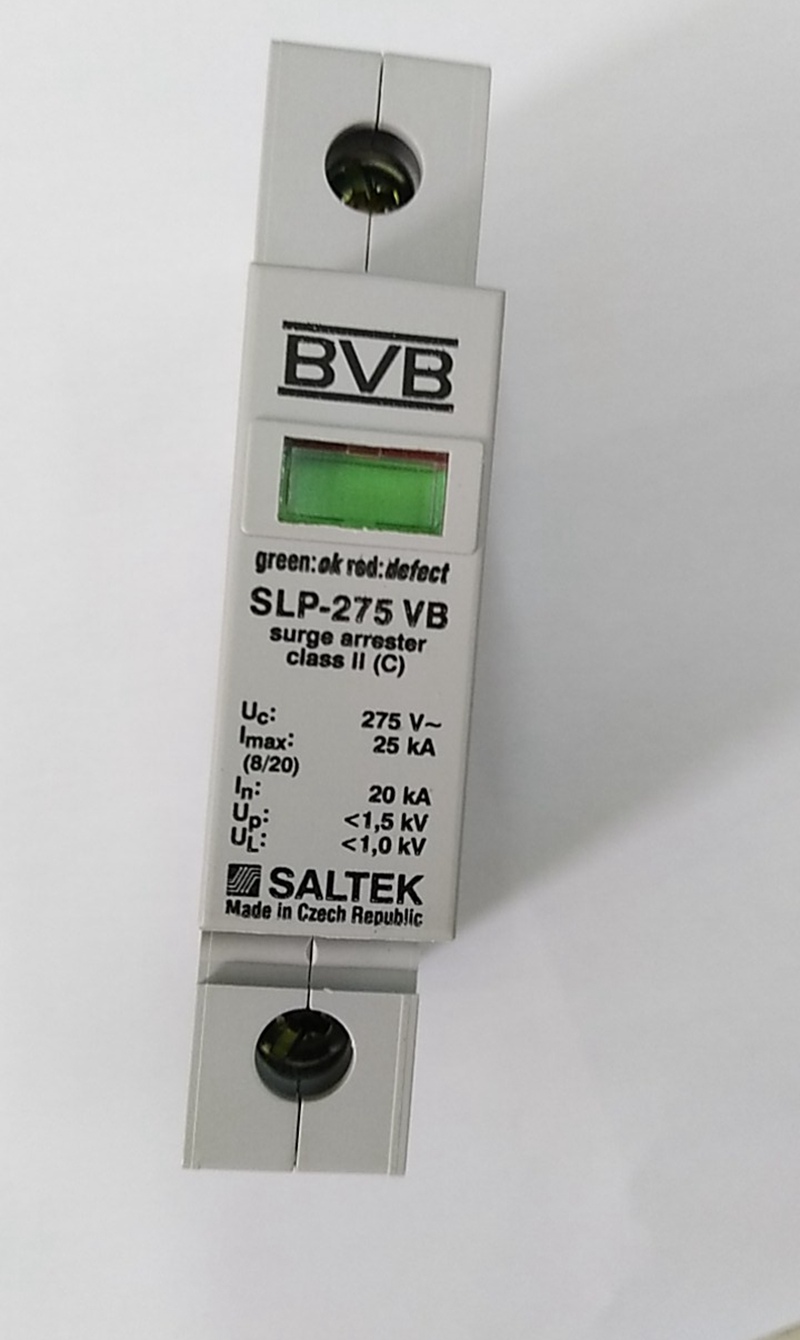 BVB
green:ok red:defect
SLP-275 VB
surge arrester
class II (C)
Uc: 275 V~
Imax: 25 kA
(8/20)
In: 20 kA
Up: <1,5 kV
UL: <1,0 kV
SALTEK
Made in Czech Republic